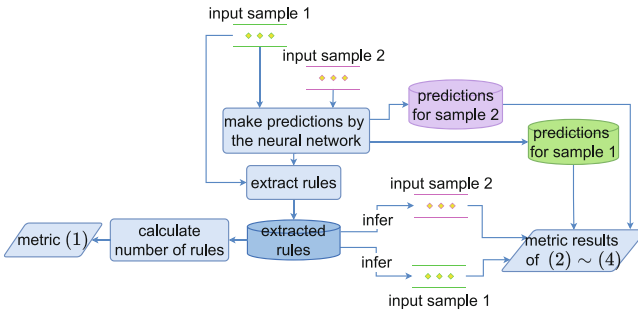 input sample 1
input sample 2
predictions
for sample 2
make predictions by
the neural network
predictions
for sample 1
extract rules
input sample 2
infer
metric (1)
calculate
number of rules
extracted
rules
metric results
of (2) ∼ (4)
infer
input sample 1